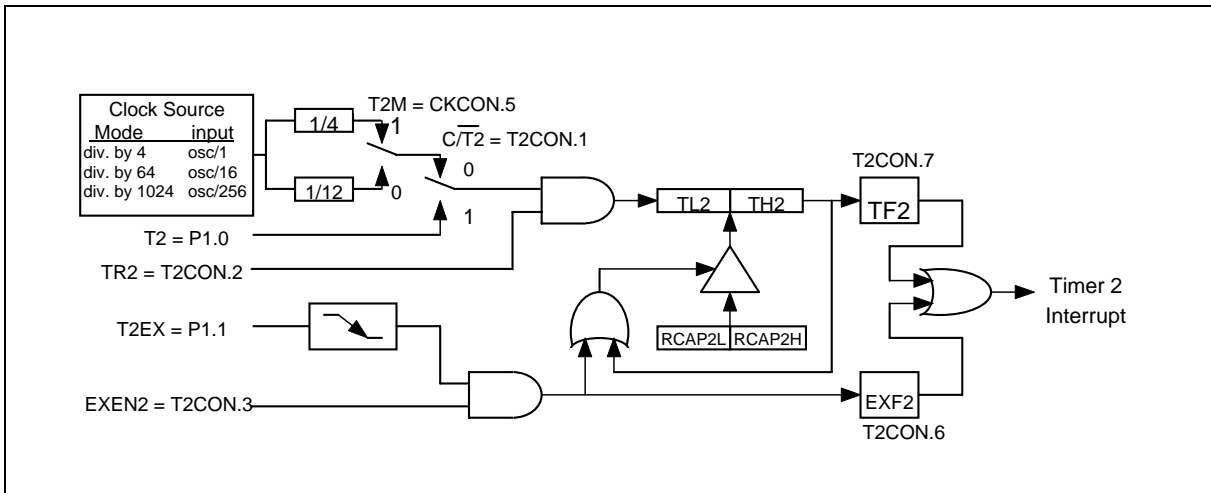 Clock Source
Mode input
div. by 4 osc/1
div. by 64 osc/16
div. by 1024 osc/256
1/4
1/12
T2M = CKCON.5
1
0
C/T2 = T2CON.1
0
1
T2 = P1.0
TR2 = T2CON.2
T2EX = P1.1
EXEN2 = T2CON.3
TL2 TH2
RCAP2L RCAP2H
T2CON.7
TF2
EXF2
T2CON.6
Timer 2
Interrupt